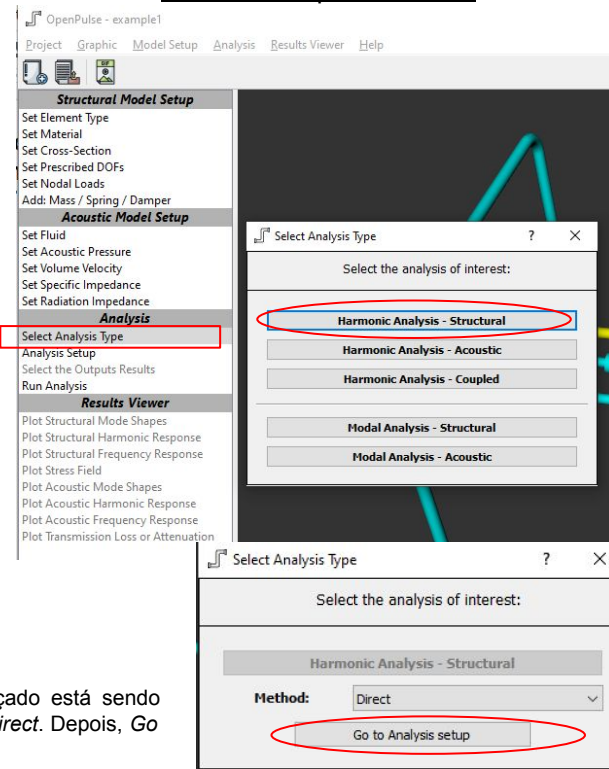 OpenPulse - example1
Project Graphic Model Setup Analysis Results Viewer Help
Structural Model Setup
Set Element Type
Set Material
Set Cross-Section
Set Prescribed DOFs
Set Nodal Loads
Add: Mass / Spring / Damper
Acoustic Model Setup
Set Fluid
Set Acoustic Pressure
Set Volume Velocity
Set Specific Impedance
Set Radiation Impedance
Analysis
Select Analysis Type
Analysis Setup
Select the Outputs Results
Run Analysis
Results Viewer
Plot Structural Mode Shapes
Plot Structural Harmonic Response
Plot Structural Frequency Response
Plot Stress Field
Plot Acoustic Mode Shapes
Plot Acoustic Harmonic Response
Plot Acoustic Frequency Response
Plot Transmission Loss or Attenuation
Select Analysis Type ? ×
Select the analysis of interest:
Harmonic Analysis - Structural
Harmonic Analysis - Acoustic
Harmonic Analysis - Coupled
Modal Analysis - Structural
Modal Analysis - Acoustic
Select Analysis Type ? ×
Select the analysis of interest:
Harmonic Analysis - Structural
Method: Direct
Go to Analysis setup
çado está sendo
irect. Depois, Go